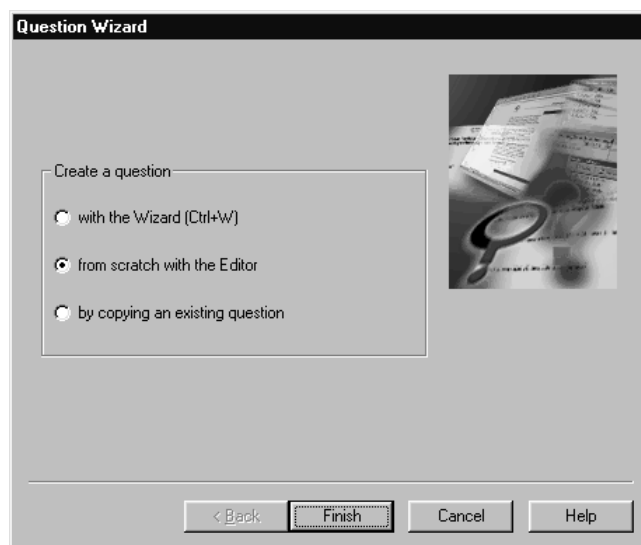 Question Wizard
Create a question
with the Wizard (Ctrl+W)
from scratch with the Editor
by copying an existing question
< Back
Finish
Cancel
Help